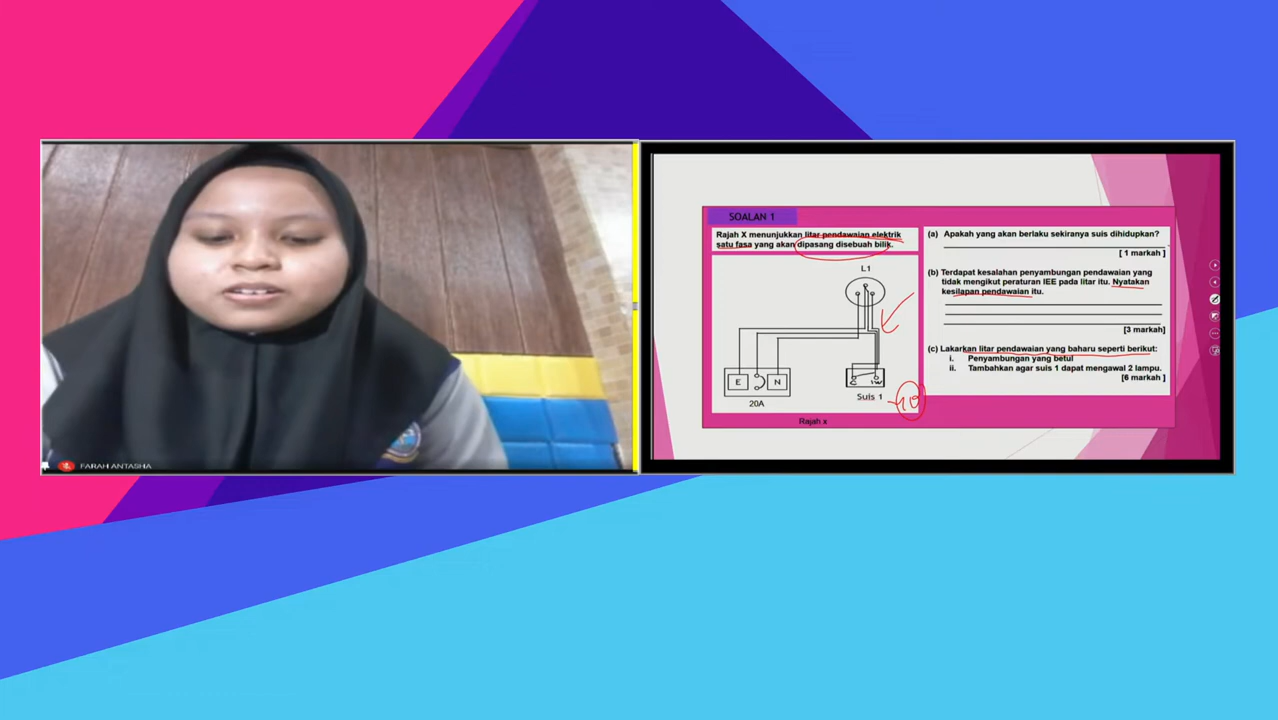 SOALAN 1
Rajah X menunjukkan litar pendawaian elektrik
satu fasa yang akan dipasang disebuah bilik.
L1
E
N
20A
C
1W
Suis 1
Rajah x
(a) Apakah yang akan berlaku sekiranya suis dihidupkan?
[ 1 markah ]
(b) Terdapat kesalahan penyambungan pendawaian yang
tidak mengikut peraturan IEE pada litar itu. Nyatakan
kesilapan pendawaian itu.
[3 markah]
(c) Lakarkan litar pendawaian yang baharu seperti berikut:
i. Penyambungan yang betul
ii. Tambahkan agar suis 1 dapat mengawal 2 lampu.
[6 markah ]
FARAH ANTASHA